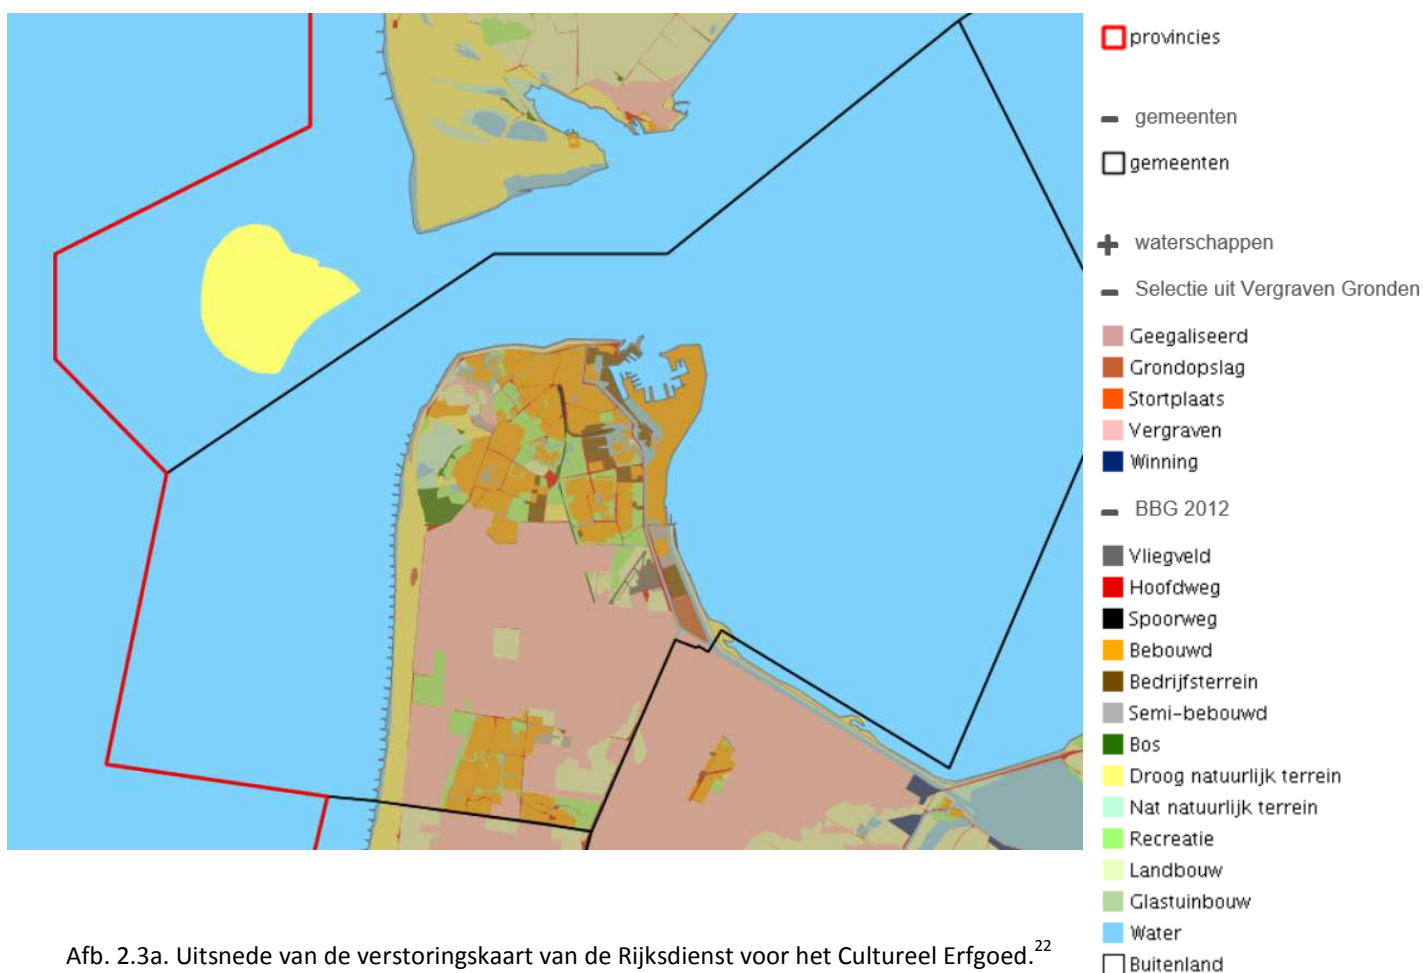 provincies
gemeenten
gemeenten
waterschappen
Selectie uit Vergraven Gronden
Geegaliseerd
Grondopslag
Stortplaats
Vergraven
Winning
BBG 2012
Vliegveld
Hoofdweg
Spoorweg
Bebouwd
Bedrijfsterrein
Semi-bebouwd
Bos
Droog natuurlijk terrein
Nat natuurlijk terrein
Recreatie
Landbouw
Glastuinbouw
Water
Buitenland
Afb. 2.3a. Uitsnede van de verstoringskaart van de Rijksdienst voor het Cultureel Erfgoed.22